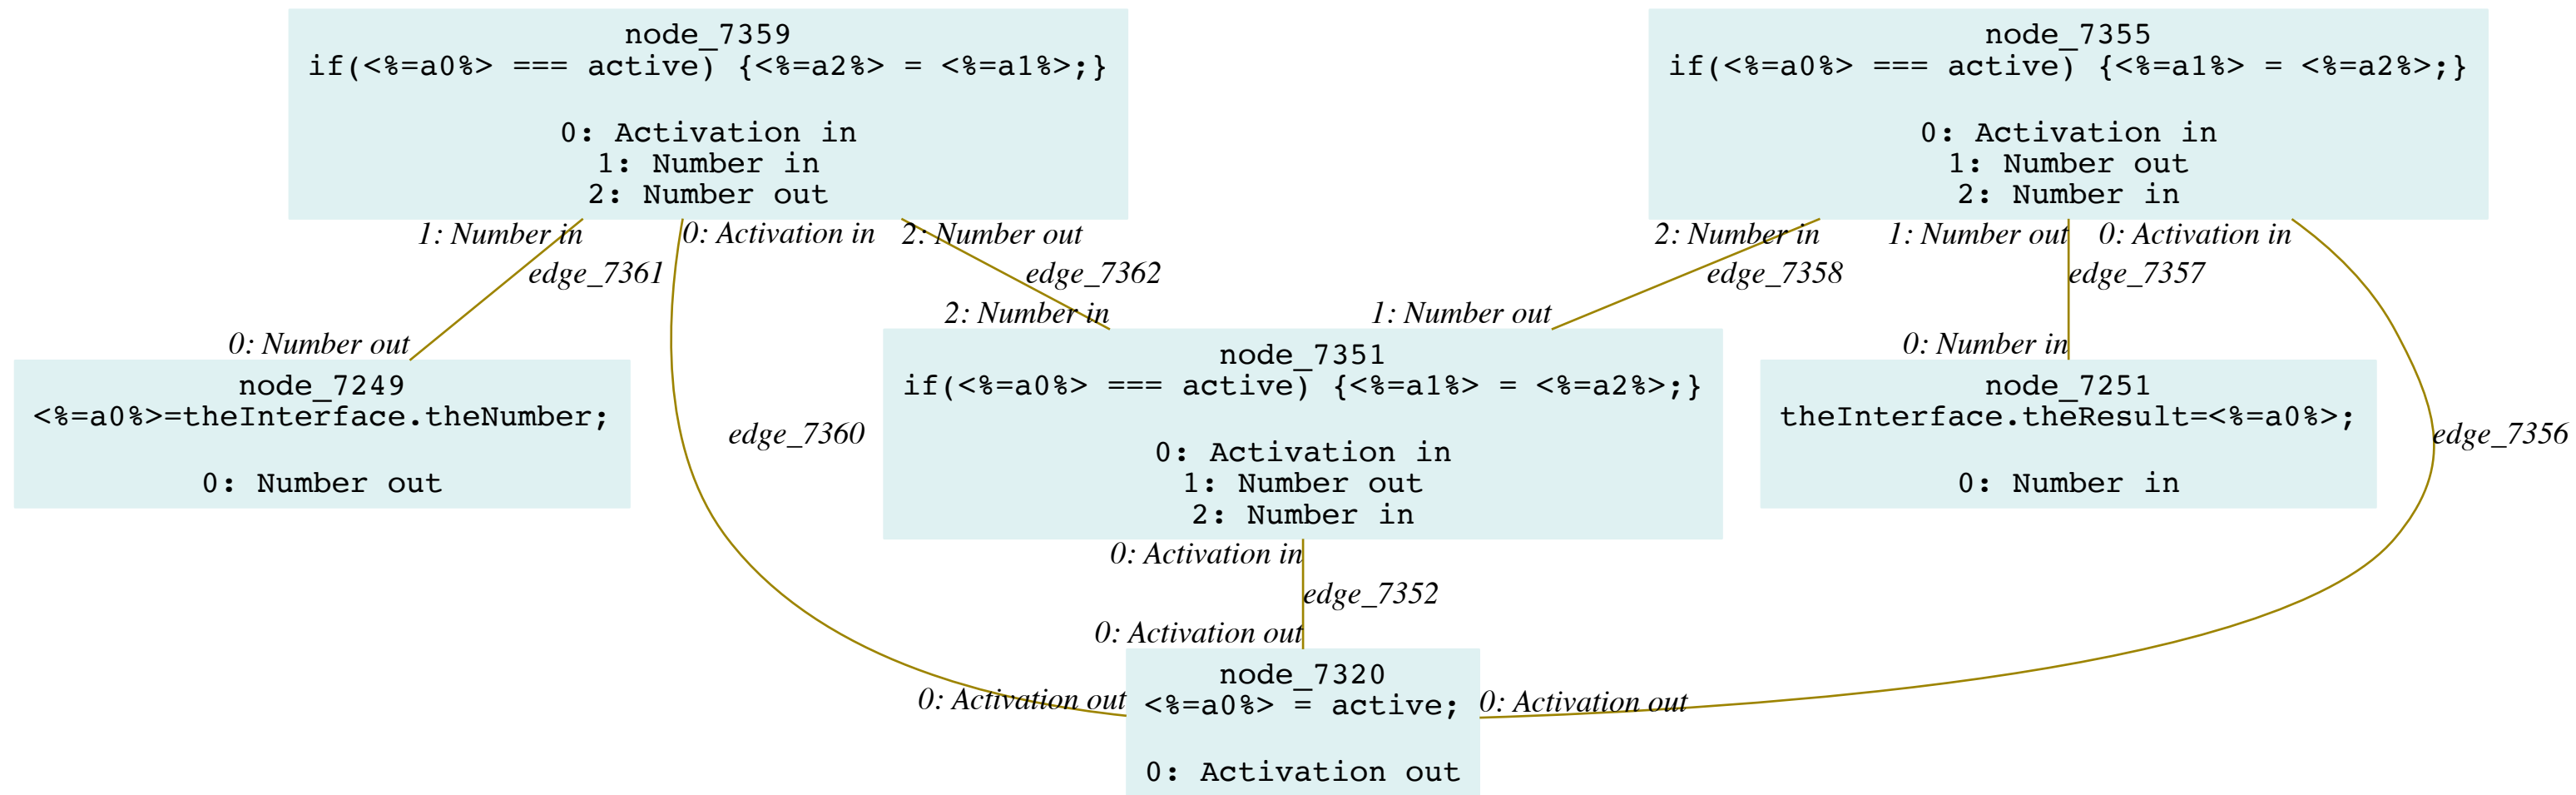 node_7359
if(<%=a0%> === active) {<%=a2%> = <%=a1%>;}
0: Activation in
1: Number in
2: Number out
node_7355
if(<%=a0%> === active) {<%=a1%> = <%=a2%>;}
0: Activation in
1: Number out
2: Number in
1: Number in
0: Activation in
2: Number out
2: Number in
1: Number out
0: Activation in
edge_7361
edge_7362
edge_7358
edge_7357
2: Number in
1: Number out
0: Number out
0: Number in
node_7249
<%=a0%>=theInterface.theNumber;
0: Number out
edge_7360
node_7351
if(<%=a0%> === active) {<%=a1%> = <%=a2%>;}
0: Activation in
1: Number out
2: Number in
node_7251
theInterface.theResult=<%=a0%>;
0: Number in
edge_7356
0: Activation in
edge_7352
0: Activation out
0: Activation out
node_7320
<%=a0%> = active;
0: Activation out
0: Activation out